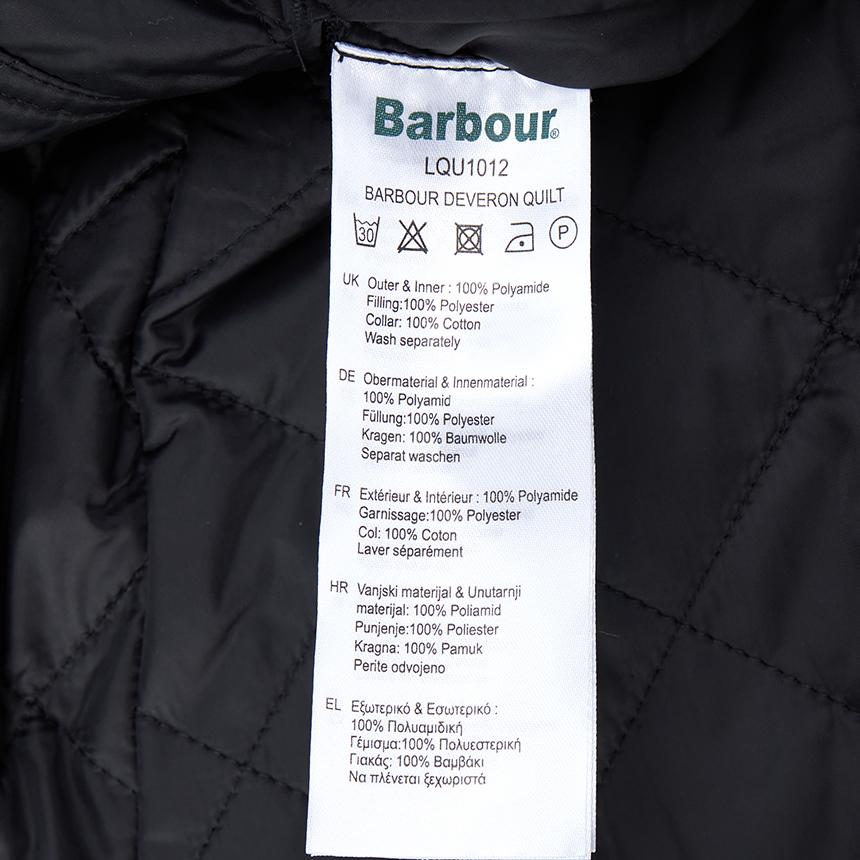 Barbour®
LQU1012
BARBOUR DEVERON QUILT
30 P
UK Outer & Inner : 100% Polyamide
Filling:100% Polyester
Collar: 100% Cotton
Wash separately
DE Obermaterial & Innenmaterial :
100% Polyamid
Füllung:100% Polyester
Kragen: 100% Baumwolle
Separat waschen
FR Extérieur & Intérieur : 100% Polyamide
Garnissage:100% Polyester
Col: 100% Coton
Laver séparément
HR Vanjski materijal & Unutarnji
materijal: 100% Poliamid
Punjenje:100% Poliester
Kragna: 100% Pamuk
Perite odvojeno
EL Εξωτερικό & Εσωτερικό :
100% Πολυαμιδική
Γέμισμα:100% Πολυεστερική
Γιακάς: 100% Βαμβάκι
Να πλένεται ξεχωριστά